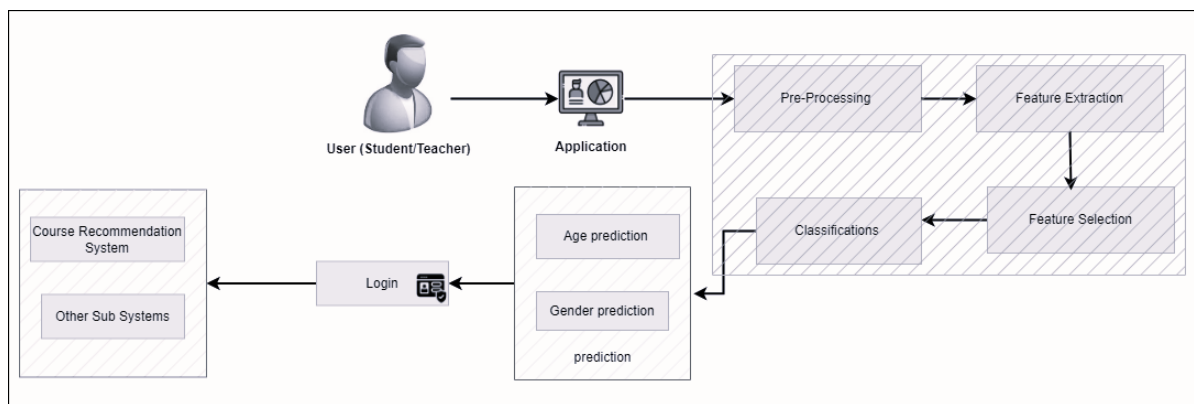 User (Student/Teacher)
Application
Pre-Processing
Feature Extraction
Feature Selection
Classifications
Age prediction
Gender prediction
prediction
Login
Course Recommendation
System
Other Sub Systems